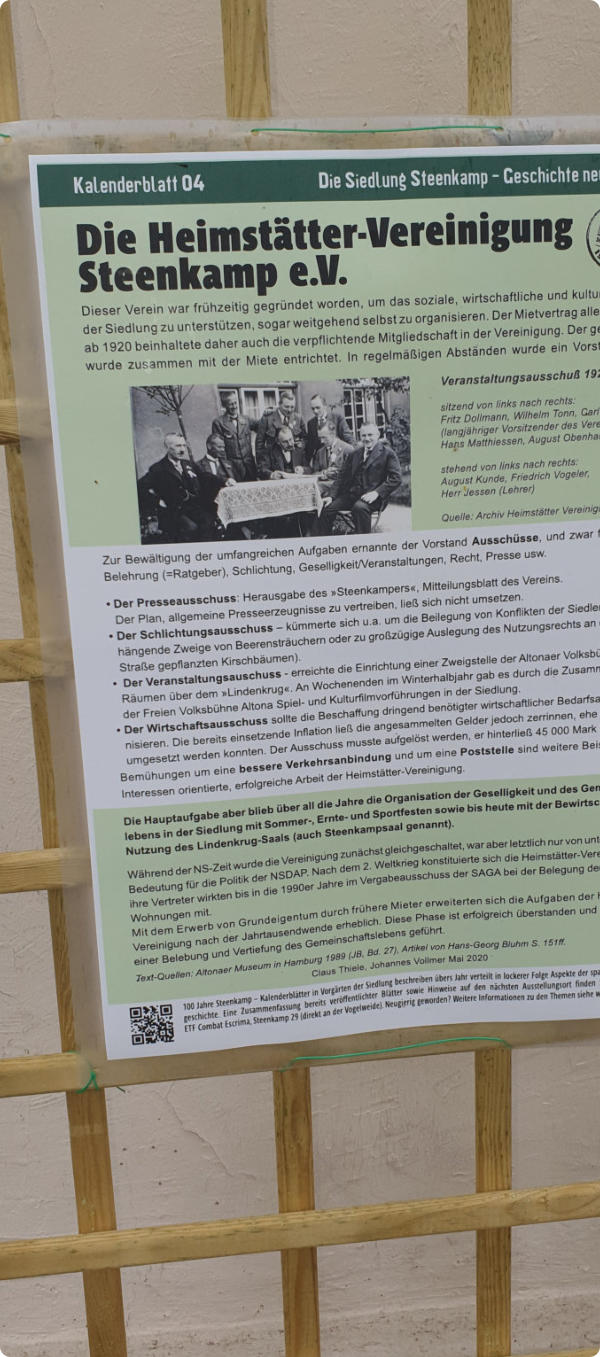 Kalenderblatt 04
Die Siedlung Steenkamp – Geschichte
Die Heimstätter-Vereinigung
Steenkamp e.V.
Dieser Verein war frühzeitig gegründet worden, um das soziale, wirtschaftliche und
der Siedlung zu unterstützen, sogar weitgehend selbst zu organisieren. Der Mietvertrag
ab 1920 beinhaltete daher auch die verpflichtende Mitgliedschaft in der Vereinigung. Der
wurde zusammen mit der Miete entrichtet. In regelmäßigen Abständen wurde ein
Veranstaltungsausschuß
sitzend von links nach rechts:
Fritz Dollmann, Wilhelm Tonn,
(langjähriger Vorsitzender des
Hans Matthiessen, August
stehend von links nach rechts:
August Kunde, Friedrich Vogeler,
Herr Jessen (Lehrer)
Quelle: Archiv Heimstätter
Zur Bewältigung der umfangreichen Aufgaben ernannte der Vorstand Ausschüsse, und zwar
Belehrung (=Ratgeber), Schlichtung, Geselligkeit/Veranstaltungen, Recht, Presse usw.
• Der Presseausschuss: Herausgabe des »Steenkampers«, Mitteilungsblatt des Vereins.
Der Plan, allgemeine Presseerzeugnisse zu vertreiben, ließ sich nicht umsetzen.
• Der Schlichtungsausschuss – kümmerte sich u.a. um die Beilegung von Konflikten der
hängende Zweige von Beerensträuchern oder zu großzügige Auslegung des Nutzungsrechts an
Straße gepflanzten Kirschbäumen).
• Der Veranstaltungsauschuss - erreichte die Einrichtung einer Zweigstelle der Altonaer
Räumen über dem »Lindenkrug«. An Wochenenden im Winterhalbjahr gab es durch die
der Freien Volksbühne Altona Spiel- und Kulturfilmvorführungen in der Siedlung.
• Der Wirtschaftsausschuss sollte die Beschaffung dringend benötigter wirtschaftlicher
nisieren. Die bereits einsetzende Inflation ließ die angesammelten Gelder jedoch zerrinnen, ehe
umgesetzt werden konnten. Der Ausschuss musste aufgelöst werden, er hinterließ 45 000 Mark
Bemühungen um eine bessere Verkehrsanbindung und um eine Poststelle sind weitere
Interessen orientierte, erfolgreiche Arbeit der Heimstätter-Vereinigung.
Die Hauptaufgabe aber blieb über all die Jahre die Organisation der Geselligkeit und des
lebens in der Siedlung mit Sommer-, Ernte- und Sportfesten sowie bis heute mit der
Nutzung des Lindenkrug-Saals (auch Steenkampsaal genannt).
Während der NS-Zeit wurde die Vereinigung zunächst gleichgeschaltet, war aber letztlich nur von
Bedeutung für die Politik der NSDAP. Nach dem 2. Weltkrieg konstituierte sich die
ihre Vertreter wirkten bis in die 1990er Jahre im Vergabeausschuss der SAGA bei der Belegung
Wohnungen mit.
Mit dem Erwerb von Grundeigentum durch frühere Mieter erweiterten sich die Aufgaben der
Vereinigung nach der Jahrtausendwende erheblich. Diese Phase ist erfolgreich überstanden und
einer Belebung und Vertiefung des Gemeinschaftslebens geführt.
Text-Quellen: Altonaer Museum in Hamburg 1989 (JB, Bd. 27), Artikel von Hans-Georg Bluhm S. 151ff.
Claus Thiele, Johannes Vollmer Mai 2020
100 Jahre Steenkamp – Kalenderblätter in Vorgärten der Siedlung beschreiben übers Jahr verteilt in lockerer Folge Aspekte der
geschichte. Eine Zusammenfassung bereits veröffentlichter Blätter sowie Hinweise auf den nächsten Ausstellungsort finden
ETF Combat Escrima, Steenkamp 29 (direkt an der Vogelweide). Neugierig geworden? Weitere Informationen zu den Themen siehe